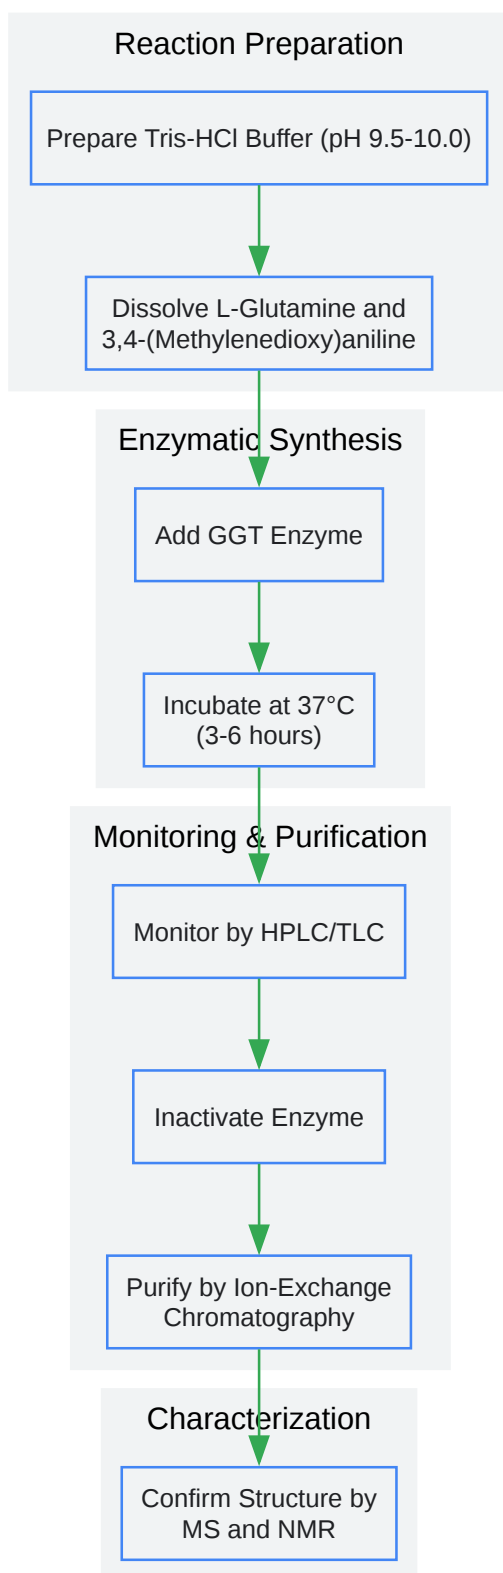 Reaction Preparation
Prepare Tris-HCl Buffer (pH 9.5-10.0)
Dissolve L-Glutamine and
3,4-(Methylenedioxy)aniline
Enzymatic Synthesis
Add GGT Enzyme
Incubate at 37°C
(3-6 hours)
Monitoring & Purification
Monitor by HPLC/TLC
Inactivate Enzyme
Purify by Ion-Exchange
Chromatography
Characterization
Confirm Structure by
MS and NMR